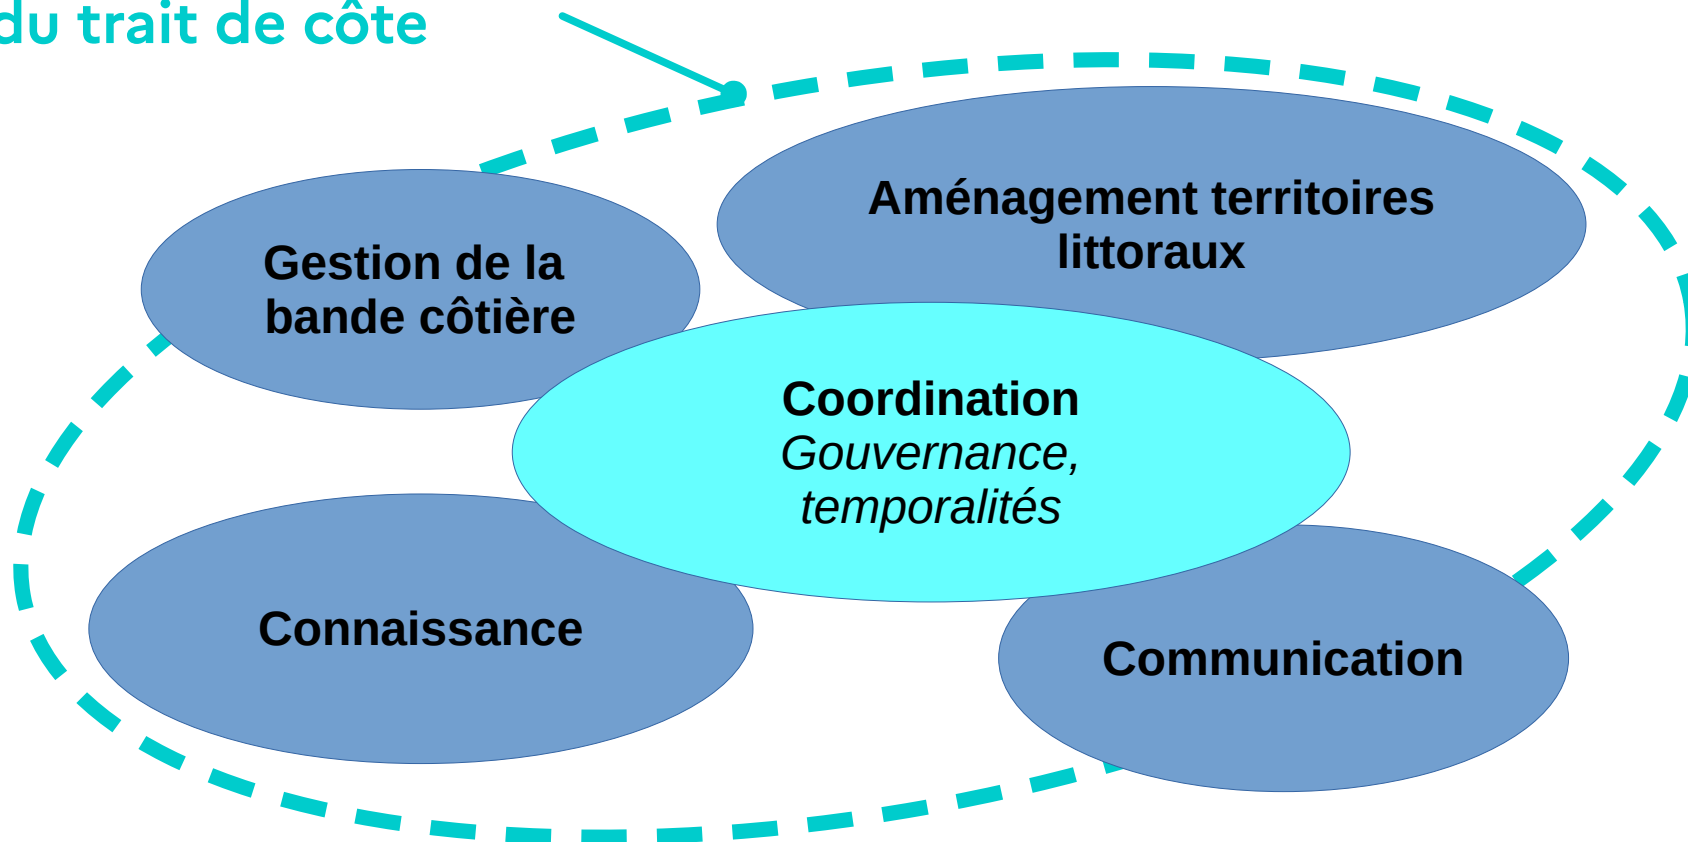 du trait de côte
Aménagement territoires
littoraux
Gestion de la
bande côtière
Coordination
Gouvernance,
temporalités
Connaissance
Communication